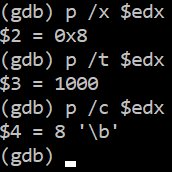 (gdb) p /x $edx
$2 = 0x8
(gdb) p /t $edx
$3 = 1000
(gdb) p /c $edx
$4 = 8 '\b'
(gdb)